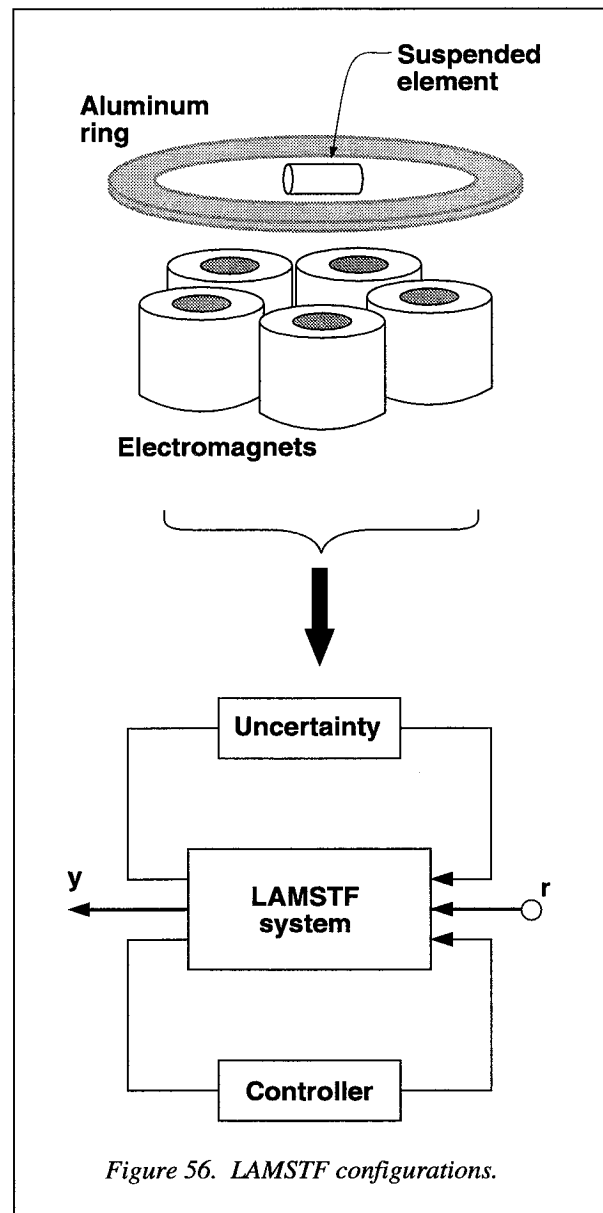 Suspended
element
Aluminum
ring
Electromagnets
Uncertainty
y
LAMSTF
system
r
Controller
Figure 56. LAMSTF configurations.